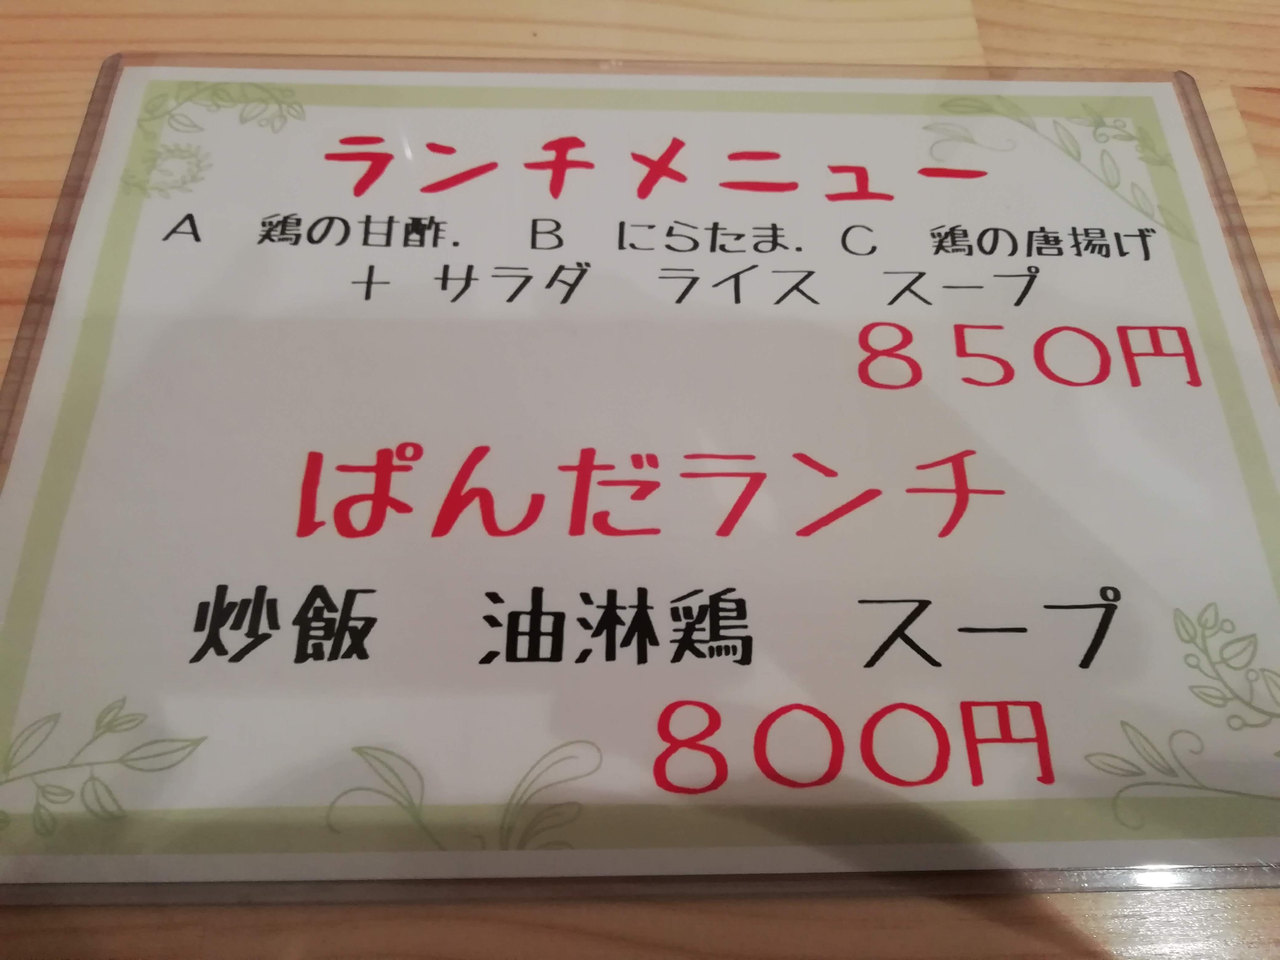 ランチメニュー
A　鶏の甘酢.　B　にらたま.　C　鶏の唐揚げ
＋　サラダ　ライス　スープ
850円
ぱんだランチ
炒飯　油淋鶏　スープ
800円